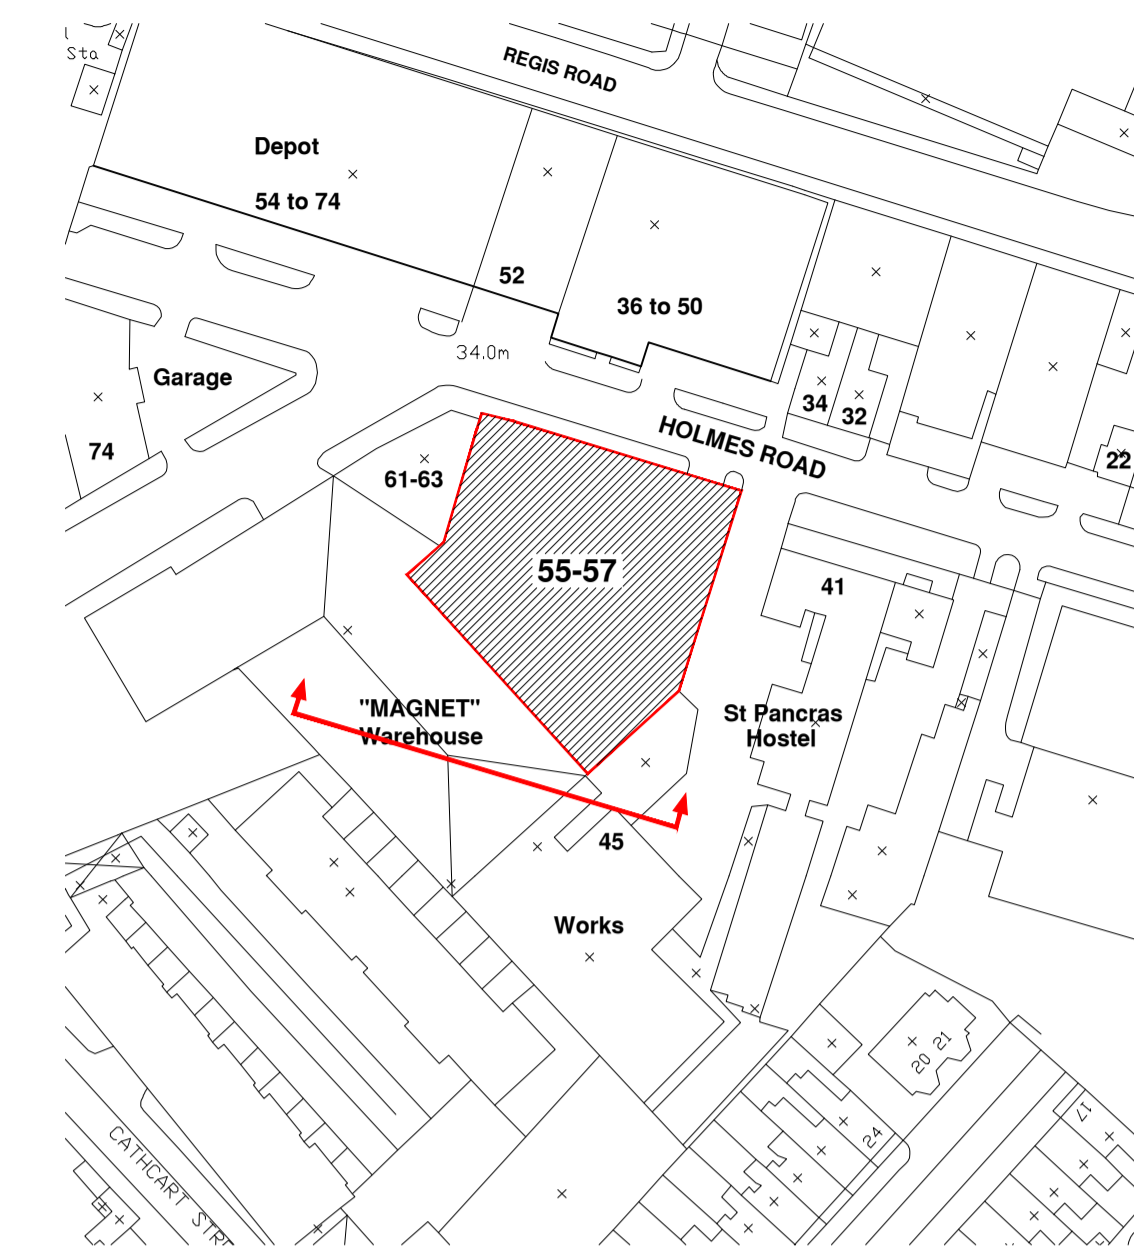 Sta
REGIS ROAD
Depot
54 to 74
52
36 to 50
34.0m
Garage
74
34
32
HOLMES ROAD
22
61-63
55-57
41
"MAGNET"
Warehouse
St Pancras
Hostel
45
Works
20 21
17
24
CATHCART STRE